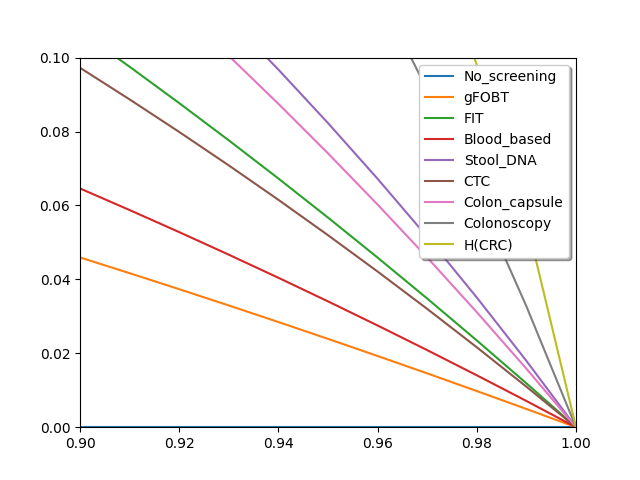 0.10
0.08
0.06
0.04
0.02
0.00
0.90 0.92 0.94 0.96 0.98 1.00
No_screening
gFOBT
FIT
Blood_based
Stool_DNA
CTC
Colon_capsule
Colonoscopy
H(CRC)